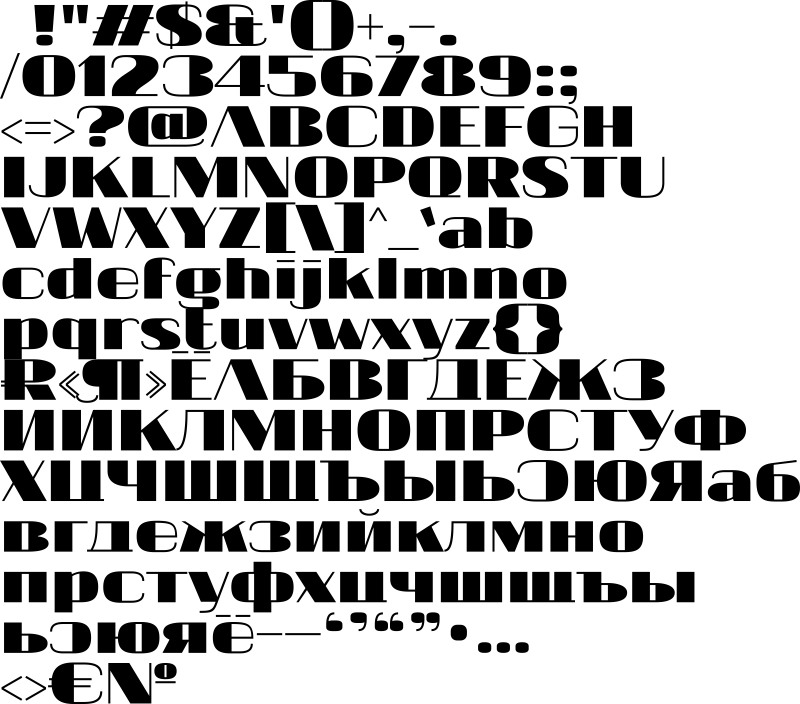 !"#$&'()+,-.
/0123456789:;
<=>?@ABCDEFGH
IJKLMNOPQRSTU
VWXYZ[\]^_`ab
cdefghijklmno
pqrstuvwxyz{}
«¶»ЁАБВГДЕЖЗ
ИЙКЛМНОПРСТУФ
ХЦЧШЩЪЫЬЭЮЯаб
вгдежзийклмно
прстуфхцчшщъы
ьэюяё–—‘’“”•…
‹›€№